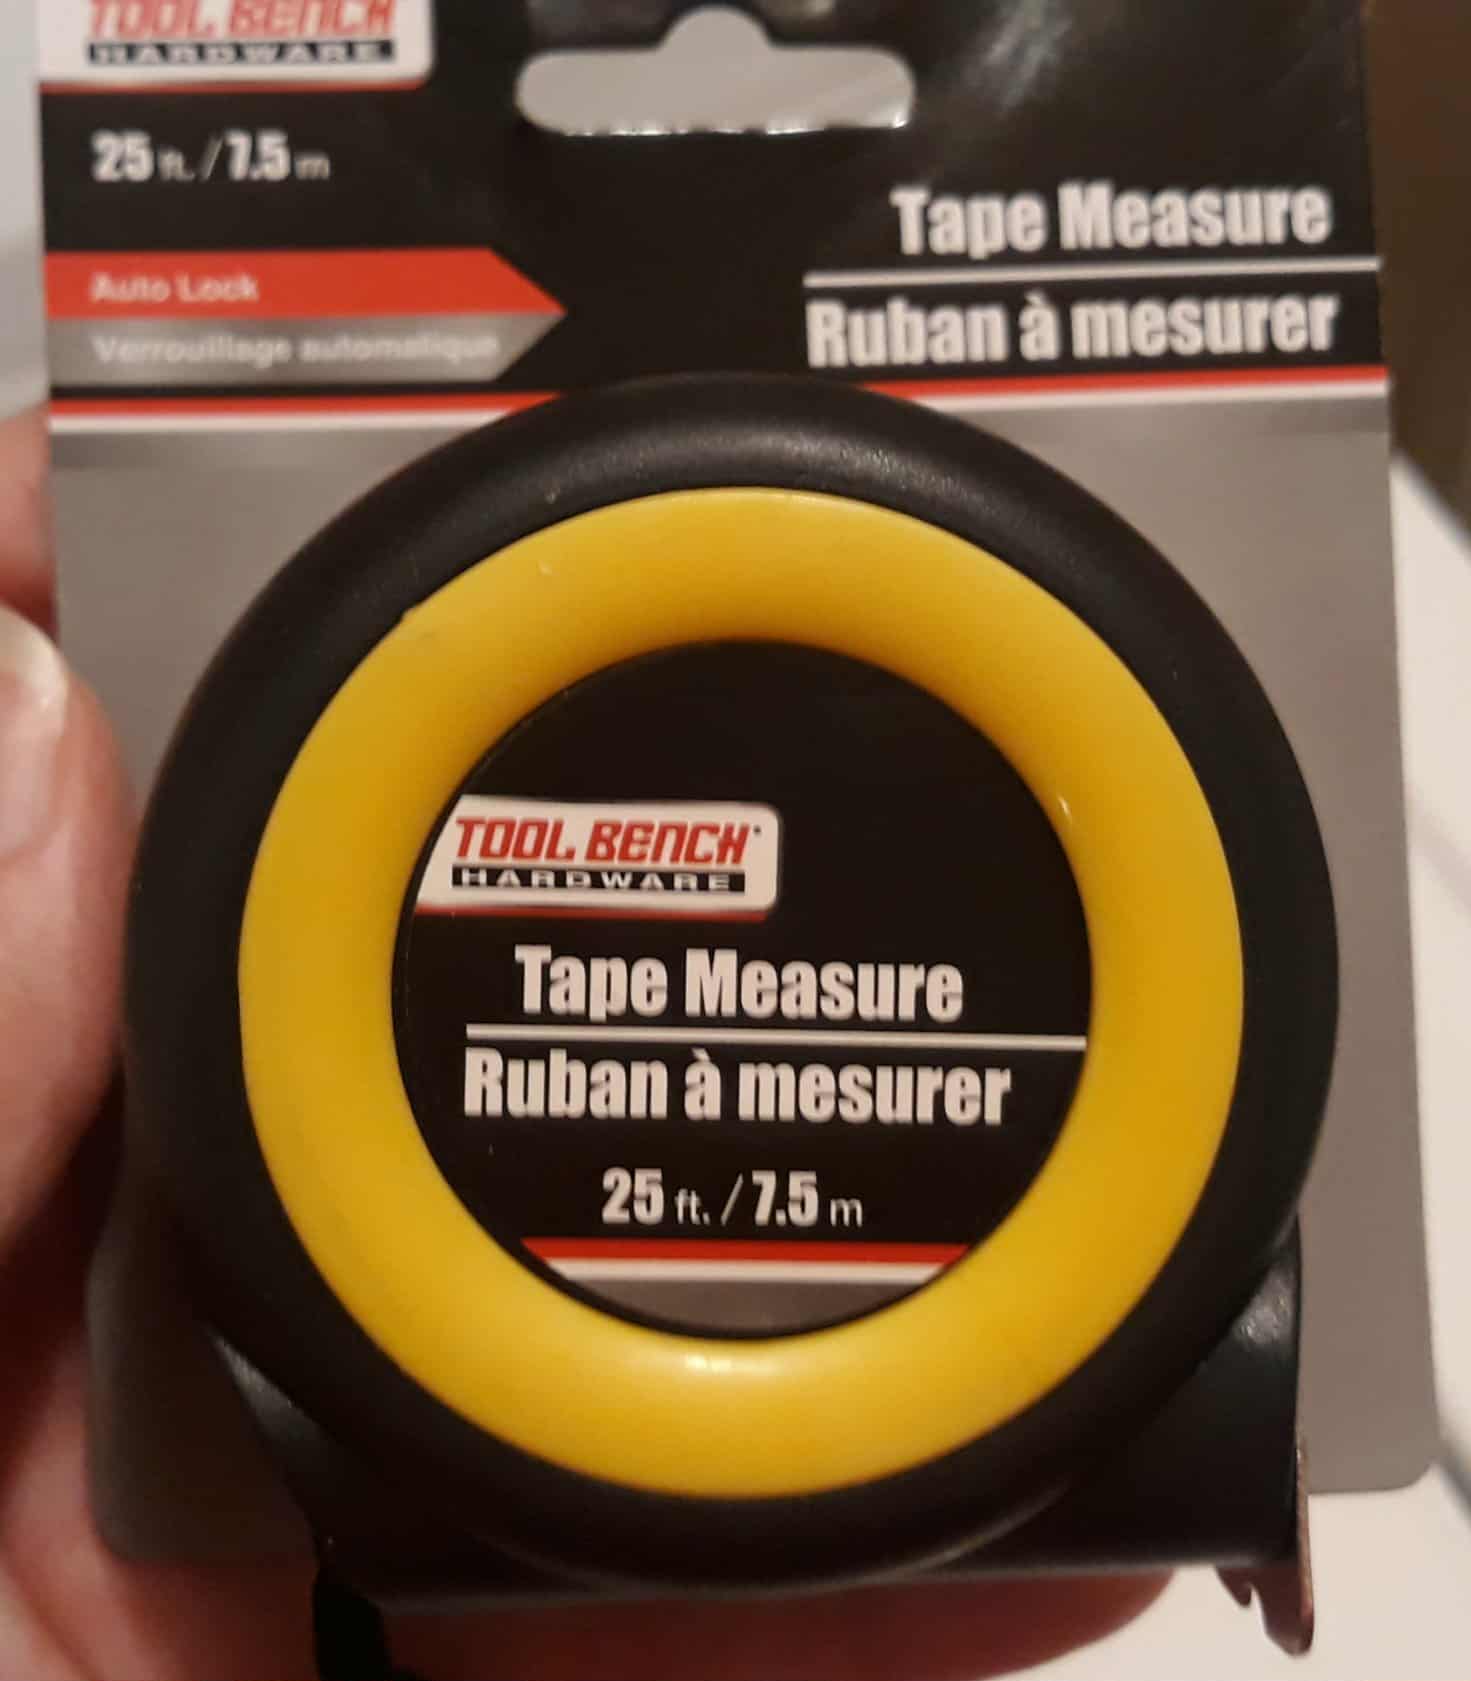 TOOL BENCH
HARDWARE
25 ft. / 7.5 m
Auto Lock
Verrouillage automatique
Tape Measure
Ruban à mesurer
TOOL BENCH
HARDWARE
Tape Measure
Ruban à mesurer
25 ft. / 7.5 m